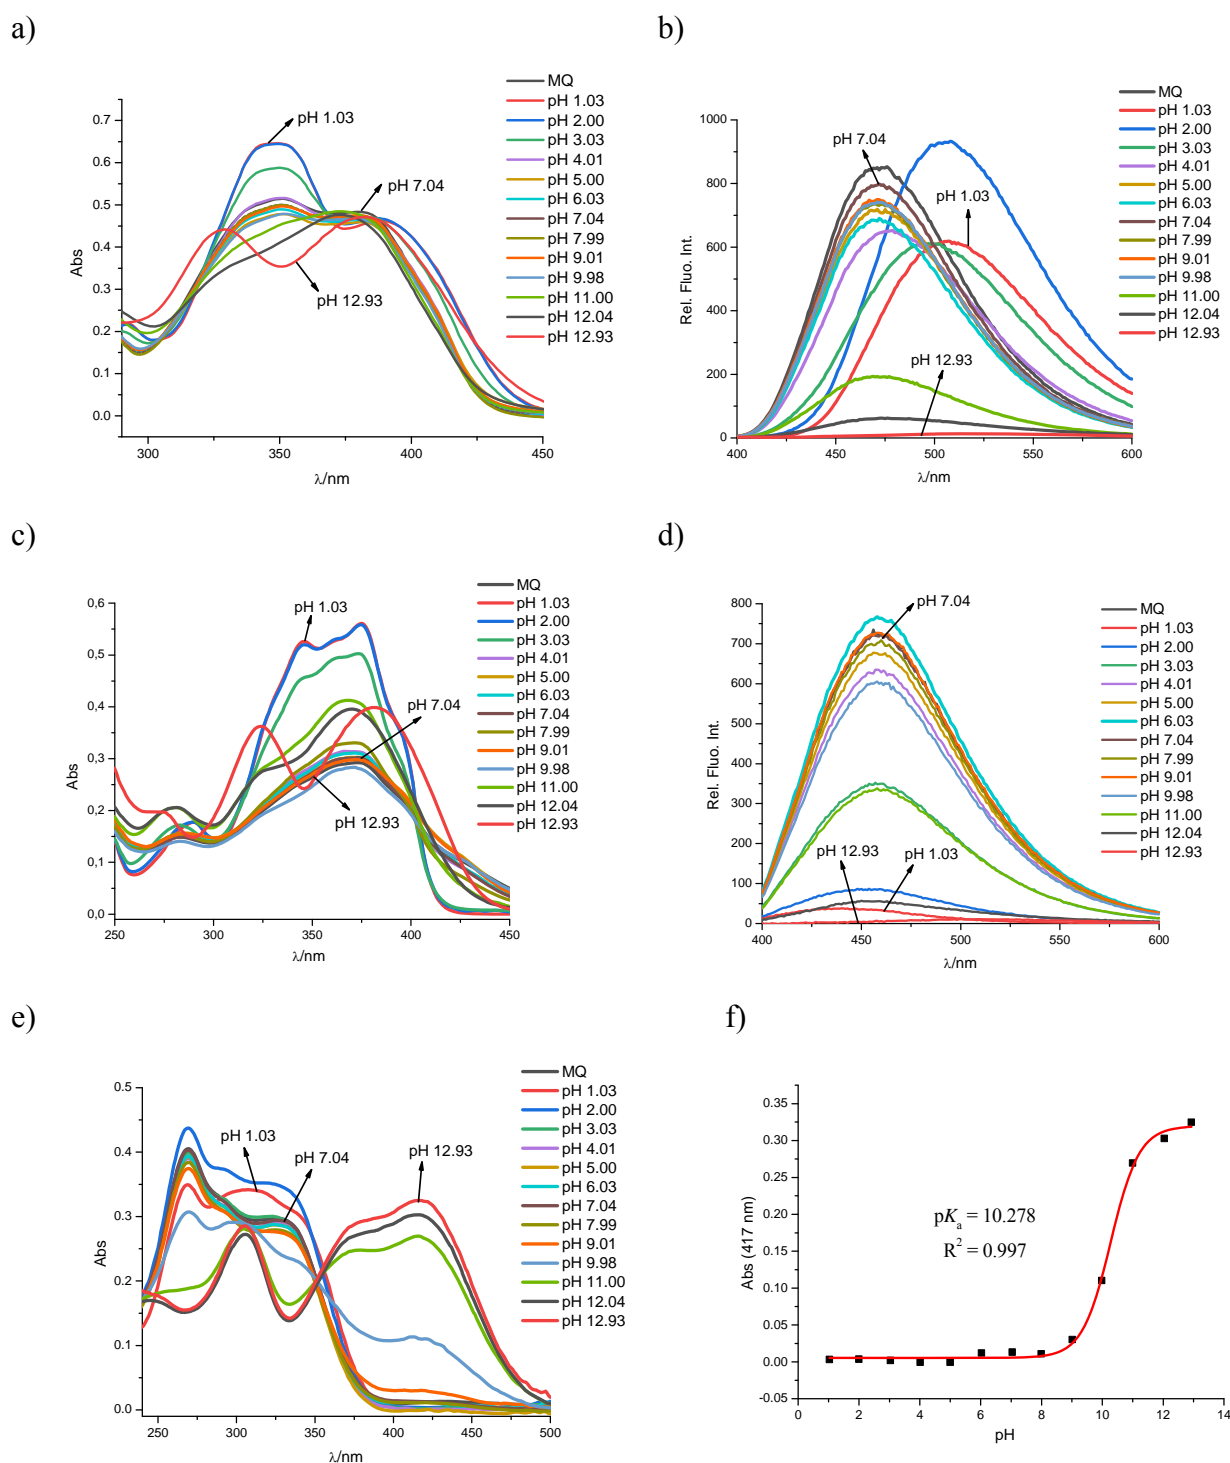 a)
MQ
pH 1.03
pH 2.00
pH 3.03
pH 4.01
pH 5.00
pH 6.03
pH 7.04
pH 7.99
pH 9.01
pH 9.98
pH 11.00
pH 12.04
pH 12.93
pH 1.03
pH 7.04
pH 12.93
0.7
0.6
0.5
0.4
0.3
0.2
0.1
0.0
Abs
300
350
400
450
λ/nm
b)
MQ
pH 1.03
pH 2.00
pH 3.03
pH 4.01
pH 5.00
pH 6.03
pH 7.04
pH 7.99
pH 9.01
pH 9.98
pH 11.00
pH 12.04
pH 12.93
pH 7.04
pH 1.03
pH 12.93
1000
800
600
400
200
0
Rel. Fluo. Int.
400
450
500
550
600
λ/nm
c)
MQ
pH 1.03
pH 2.00
pH 3.03
pH 4.01
pH 5.00
pH 6.03
pH 7.04
pH 7.99
pH 9.01
pH 9.98
pH 11.00
pH 12.04
pH 12.93
pH 1.03
pH 7.04
pH 12.93
0,6
0,5
0,4
0,3
0,2
0,1
0,0
Abs
250
300
350
400
450
λ/nm
d)
MQ
pH 1.03
pH 2.00
pH 3.03
pH 4.01
pH 5.00
pH 6.03
pH 7.04
pH 7.99
pH 9.01
pH 9.98
pH 11.00
pH 12.04
pH 12.93
pH 7.04
pH 12.93
pH 1.03
800
700
600
500
400
300
200
100
0
Rel. Fluo. Int.
400
450
500
550
600
λ/nm
e)
MQ
pH 1.03
pH 2.00
pH 3.03
pH 4.01
pH 5.00
pH 6.03
pH 7.04
pH 7.99
pH 9.01
pH 9.98
pH 11.00
pH 12.04
pH 12.93
pH 1.03
pH 7.04
pH 12.93
0.5
0.4
0.3
0.2
0.1
0.0
Abs
250
300
350
400
450
500
λ/nm
f)
0.35
0.30
0.25
0.20
0.15
0.10
0.05
0.00
-0.05
Abs (417 nm)
pKa = 10.278
R² = 0.997
0
2
4
6
8
10
12
14
pH